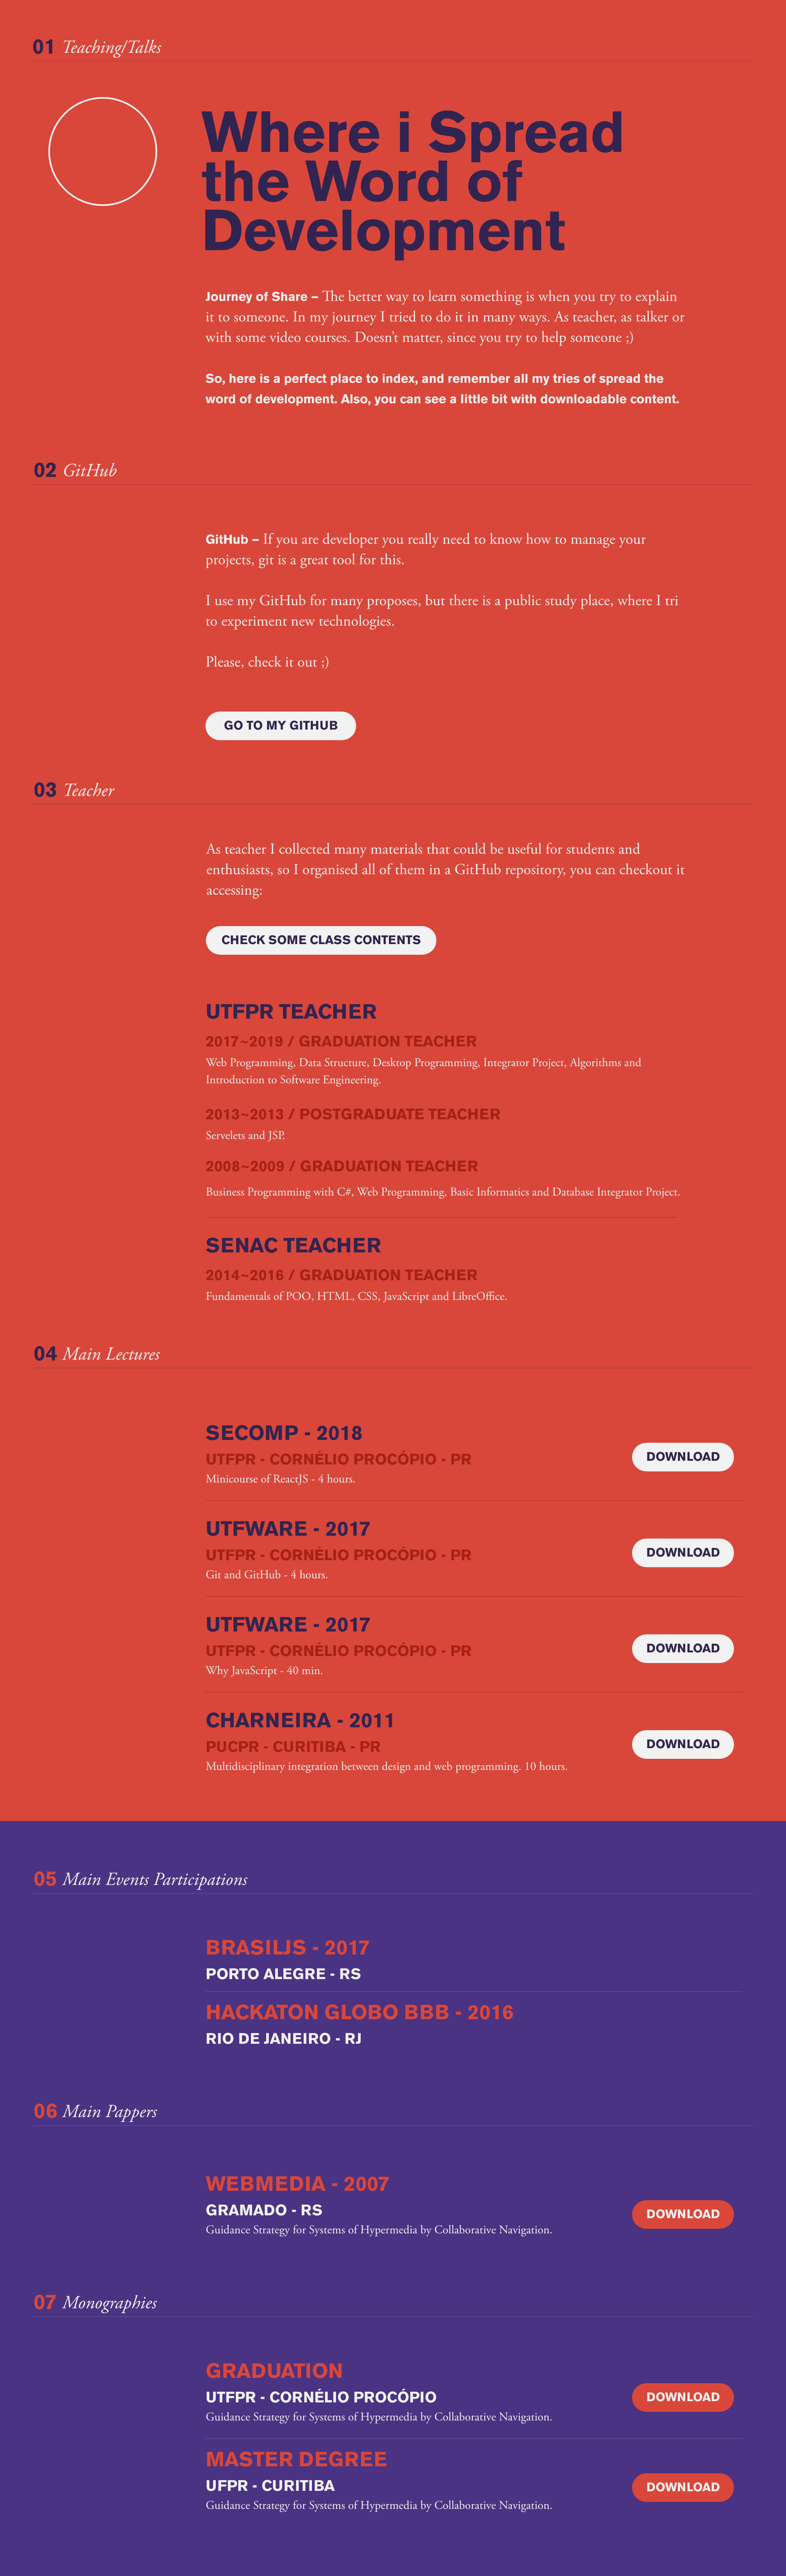 01 Teaching/Talks
Where i Spread
the Word of
Development
Journey of Share – The better way to learn something is when you try to explain
it to someone. In my journey I tried to do it in many ways. As teacher, as talker or
with some video courses. Doesn’t matter, since you try to help someone ;)
So, here is a perfect place to index, and remember all my tries of spread the
word of development. Also, you can see a little bit with downloadable content.
02 GitHub
GitHub – If you are developer you really need to know how to manage your
projects, git is a great tool for this.
I use my GitHub for many proposes, but there is a public study place, where I tri
to experiment new technologies.
Please, check it out ;)
GO TO MY GITHUB
03 Teacher
As teacher I collected many materials that could be useful for students and
enthusiasts, so I organised all of them in a GitHub repository, you can checkout it
accessing:
CHECK SOME CLASS CONTENTS
UTFPR TEACHER
2017~2019 / GRADUATION TEACHER
Web Programming, Data Structure, Desktop Programming, Integrator Project, Algorithms and
Introduction to Software Engineering.
2013~2013 / POSTGRADUATE TEACHER
Servelets and JSP.
2008~2009 / GRADUATION TEACHER
Business Programming with C#, Web Programming, Basic Informatics and Database Integrator Project.
SENAC TEACHER
2014~2016 / GRADUATION TEACHER
Fundamentals of POO, HTML, CSS, JavaScript and LibreOffice.
04 Main Lectures
SECOMP - 2018
UTFPR - CORNÉLIO PROCÓPIO - PR
Minicourse of ReactJS - 4 hours.
DOWNLOAD
UTFWARE - 2017
UTFPR - CORNÉLIO PROCÓPIO - PR
Git and GitHub - 4 hours.
DOWNLOAD
UTFWARE - 2017
UTFPR - CORNÉLIO PROCÓPIO - PR
Why JavaScript - 40 min.
DOWNLOAD
CHARNEIRA - 2011
PUCPR - CURITIBA - PR
Multidisciplinary integration between design and web programming. 10 hours.
DOWNLOAD
05 Main Events Participations
BRASILJS - 2017
PORTO ALEGRE - RS
HACKATON GLOBO BBB - 2016
RIO DE JANEIRO - RJ
06 Main Pappers
WEBMEDIA - 2007
GRAMADO - RS
Guidance Strategy for Systems of Hypermedia by Collaborative Navigation.
DOWNLOAD
07 Monographies
GRADUATION
UTFPR - CORNÉLIO PROCÓPIO
Guidance Strategy for Systems of Hypermedia by Collaborative Navigation.
DOWNLOAD
MASTER DEGREE
UFPR - CURITIBA
Guidance Strategy for Systems of Hypermedia by Collaborative Navigation.
DOWNLOAD